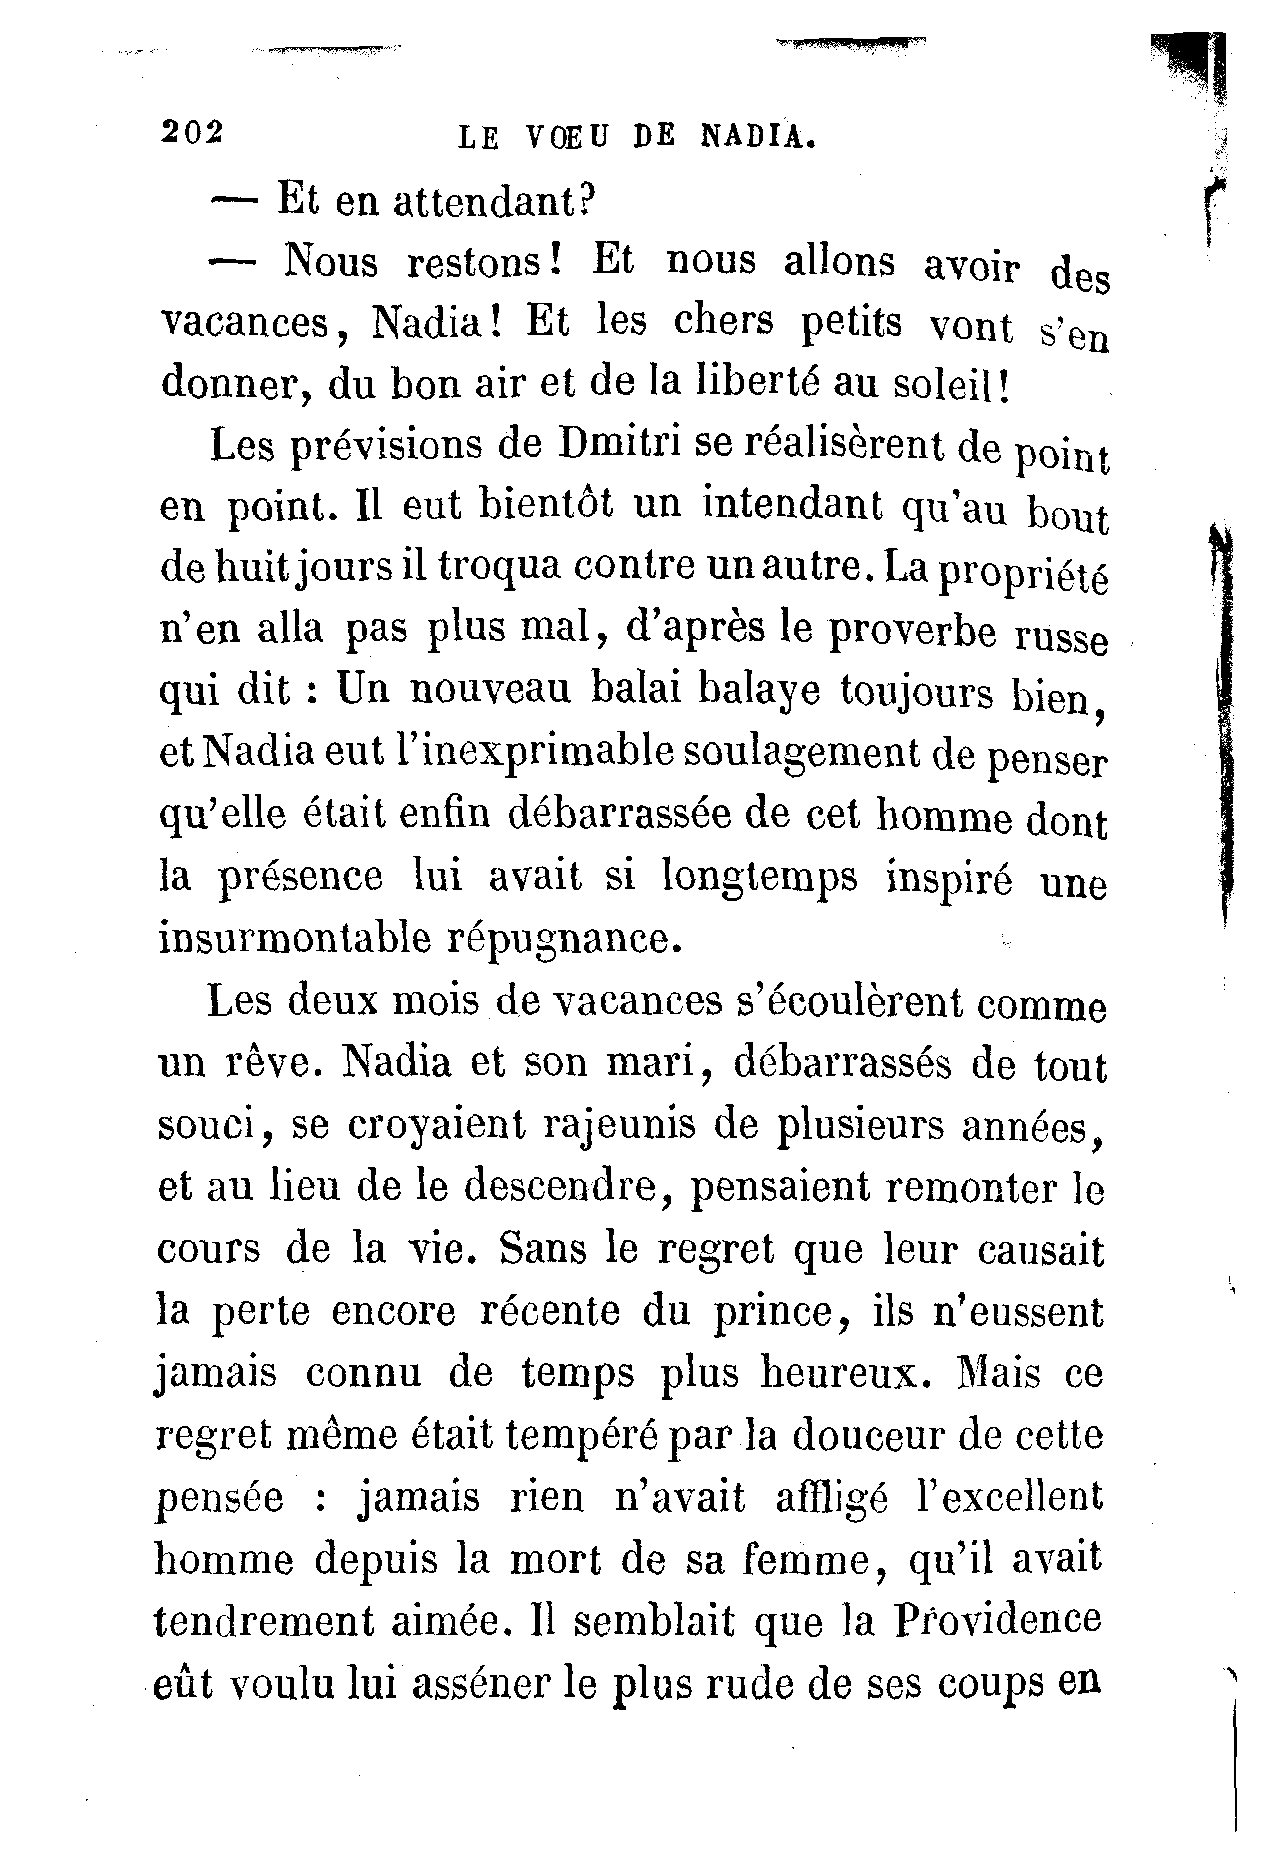 202 LE VŒU DE NADIA.
— Et en attendant?
— Nous restons! Et nous allons avoir des
vacances, Nadia! Et les chers petits vont s'en
donner, du bon air et de la liberté au soleil!
Les prévisions de Dmitri se réalisèrent de point
en point. Il eut bientôt un intendant qu'au bout
de huit jours il troqua contre un autre. La propriété
n'en alla pas plus mal, d'après le proverbe russe
qui dit : Un nouveau balai balaye toujours bien,
et Nadia eut l'inexprimable soulagement de penser
qu'elle était enfin débarrassée de cet homme dont
la présence lui avait si longtemps inspiré une
insurmontable répugnance.
Les deux mois de vacances s'écoulèrent comme
un rêve. Nadia et son mari, débarrassés de tout
souci, se croyaient rajeunis de plusieurs années,
et au lieu de le descendre, pensaient remonter le
cours de la vie. Sans le regret que leur causait
la perte encore récente du prince, ils n'eussent
jamais connu de temps plus heureux. Mais ce
regret même était tempéré par la douceur de cette
pensée : jamais rien n'avait affligé l'excellent
homme depuis la mort de sa femme, qu'il avait
tendrement aimée. Il semblait que la Providence
eût voulu lui asséner le plus rude de ses coups en